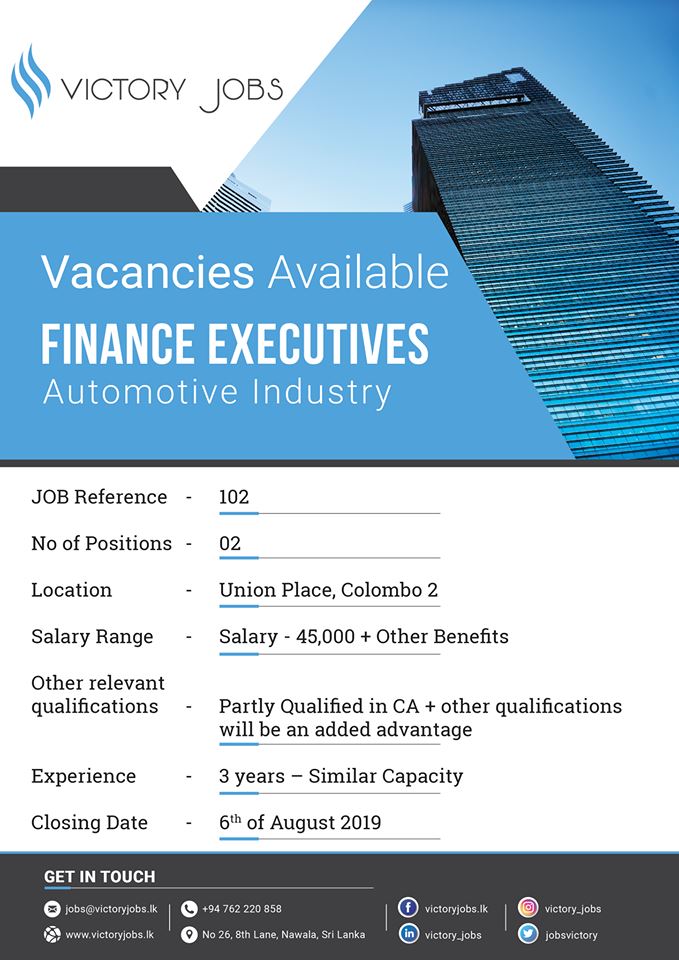 VICTORY JOBS
Vacancies Available
FINANCE EXECUTIVES
Automotive Industry
JOB Reference - 102
No of Positions - 02
Location - Union Place, Colombo 2
Salary Range - Salary - 45,000 + Other Benefits
Other relevant
qualifications - Partly Qualified in CA + other qualifications
will be an added advantage
Experience - 3 years – Similar Capacity
Closing Date - 6th of August 2019
GET IN TOUCH
jobs@victoryjobs.lk +94 762 220 858 victoryjobs.lk victory_jobs
www.victoryjobs.lk No 26, 8th Lane, Nawala, Sri Lanka victory_jobs jobsvictory